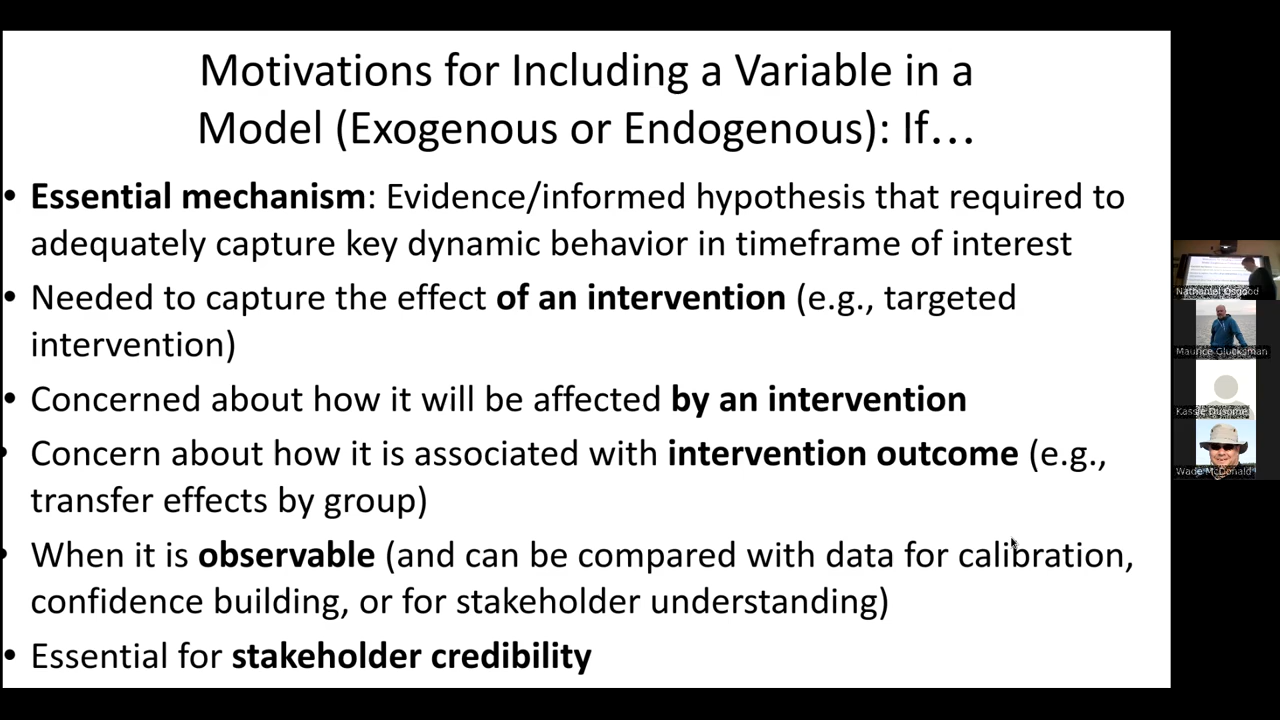 Motivations for Including a Variable in a
Model (Exogenous or Endogenous): If…
• Essential mechanism: Evidence/informed hypothesis that required to
adequately capture key dynamic behavior in timeframe of interest
• Needed to capture the effect of an intervention (e.g., targeted
intervention)
• Concerned about how it will be affected by an intervention
• Concern about how it is associated with intervention outcome (e.g.,
transfer effects by group)
• When it is observable (and can be compared with data for calibration,
confidence building, or for stakeholder understanding)
• Essential for stakeholder credibility
Nathaniel Osgood
Maurice Glucksman
Kassie Dusome
Wade McDonald